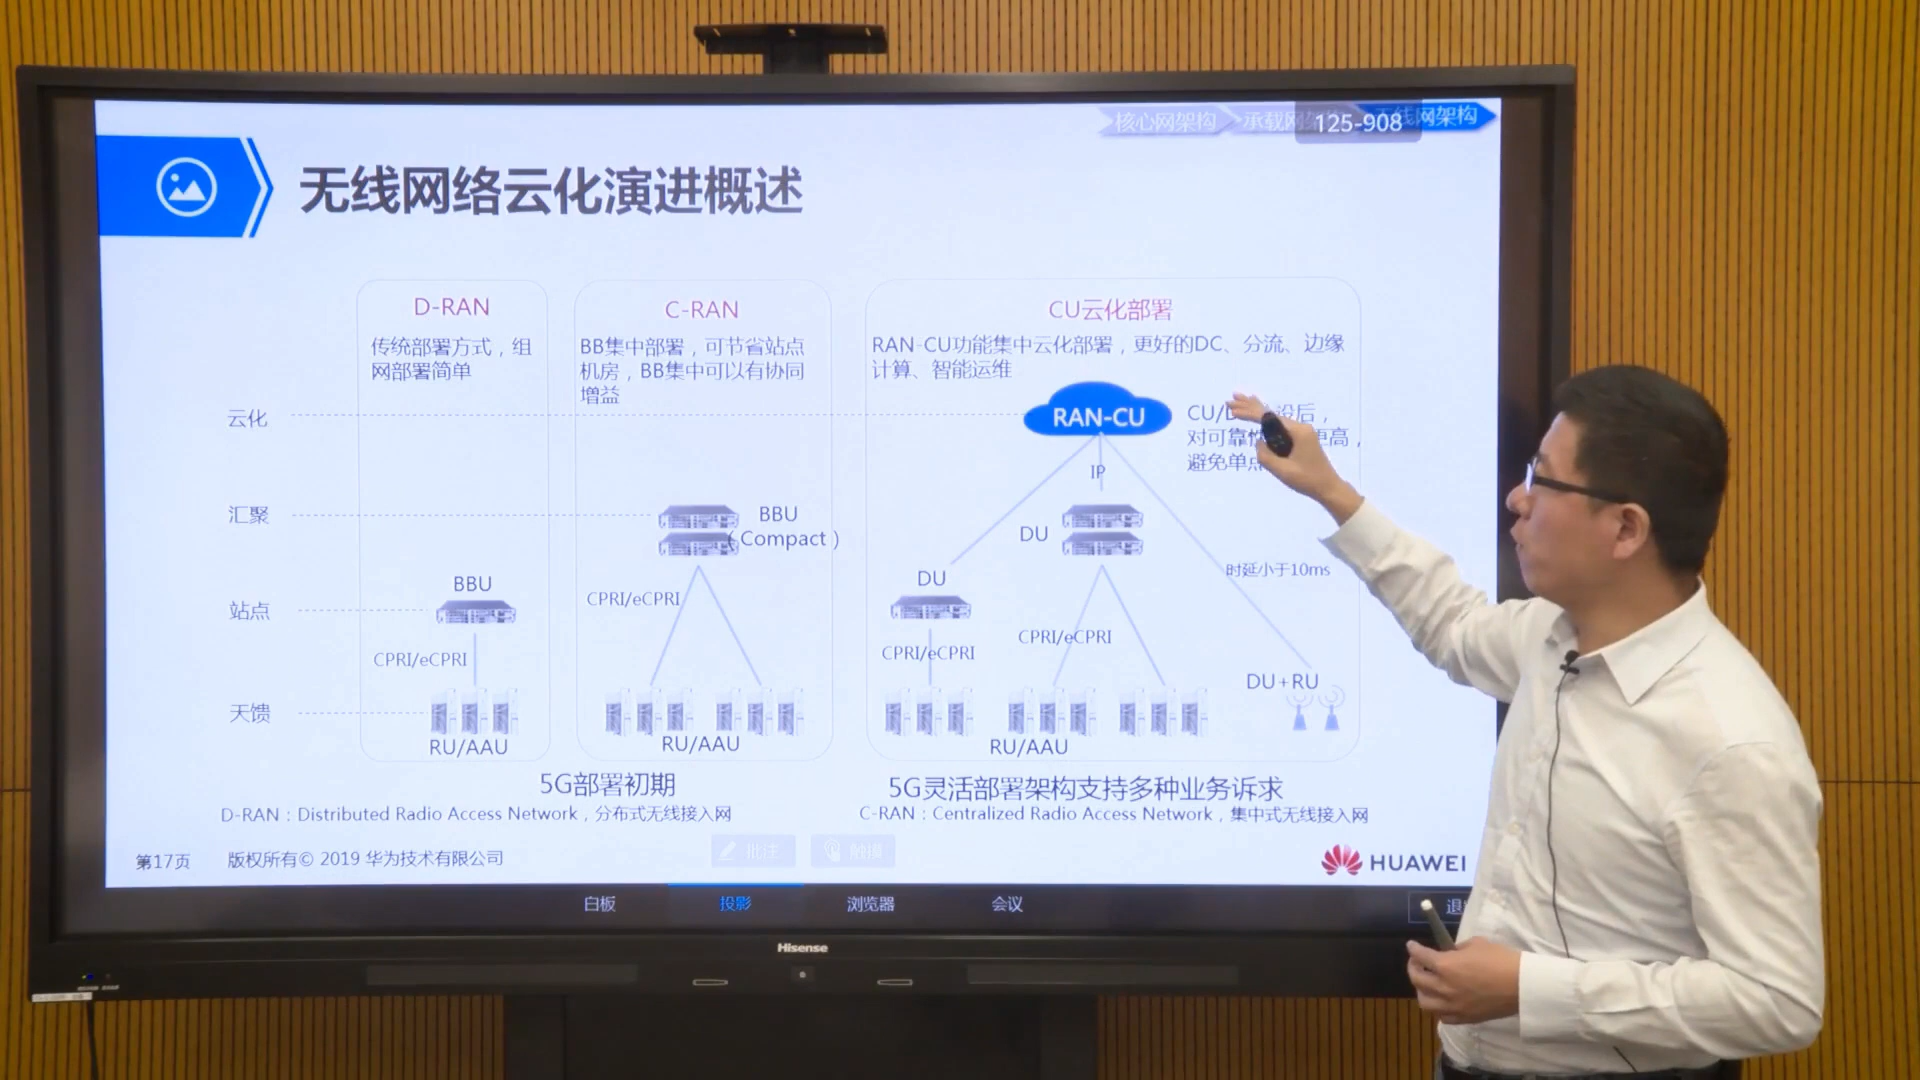 核心网架构
承载网
125-908
无线网架构
无线网络云化演进概述
D-RAN
传统部署方式，组
网部署简单
C-RAN
BB集中部署，可节省站点
机房，BB集中可以有协同
增益
CU云化部署
RAN-CU功能集中云化部署，更好的DC、分流、边缘
计算、智能运维
云化
RAN-CU
CU/D 设后，
对可靠 更高，
避免单点
IP
汇聚
BBU
（Compact）
DU
时延小于10ms
站点
BBU
CPRI/eCPRI
CPRI/eCPRI
DU
CPRI/eCPRI
CPRI/eCPRI
DU+RU
天馈
RU/AAU
RU/AAU
RU/AAU
5G部署初期
5G灵活部署架构支持多种业务诉求
D-RAN：Distributed Radio Access Network，分布式无线接入网
C-RAN：Centralized Radio Access Network，集中式无线接入网
批注
触摸
第17页
版权所有© 2019 华为技术有限公司
HUAWEI
白板
投影
浏览器
会议
退
Hisense